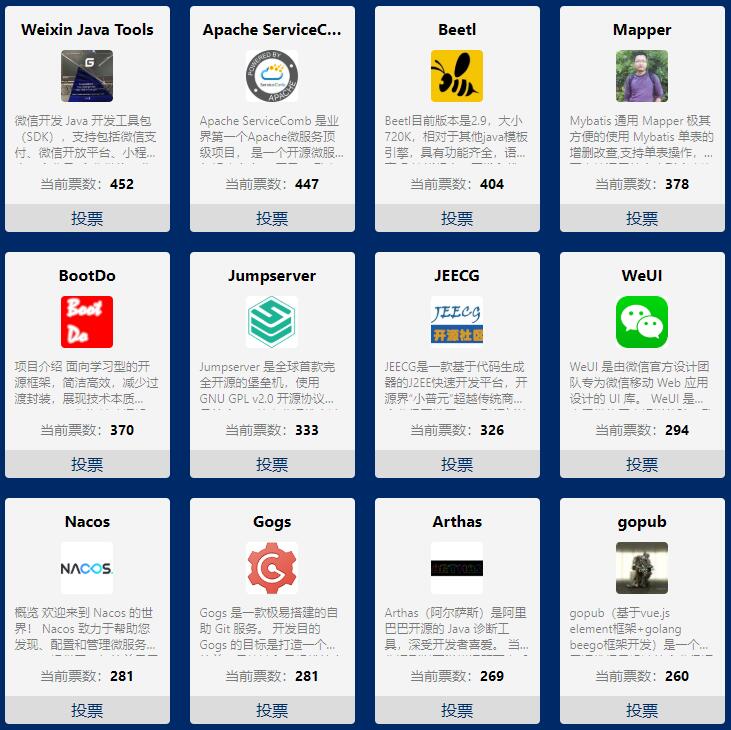 Weixin Java Tools
微信开发 Java 开发工具包
（SDK），支持包括微信支
付、微信开放平台、小程...
当前票数：452
投票
Apache ServiceC...
POWERED BY
ServiceComb
APACHE
Apache ServiceComb 是业
界第一个Apache微服务顶
级项目， 是一个开源微服...
当前票数：447
投票
Beetl
Beetl目前版本是2.9，大小
720K，相对于其他java模板
引擎，具有功能齐全，语...
当前票数：404
投票
Mapper
Mybatis 通用 Mapper 极其
方便的使用 Mybatis 单表的
增删改查,支持单表操作，...
当前票数：378
投票
BootDo
Boot
Do
项目介绍 面向学习型的开
源框架，简洁高效，减少过
渡封装，展现技术本质...
当前票数：370
投票
Jumpserver
Jumpserver 是全球首款完
全开源的堡垒机，使用
GNU GPL v2.0 开源协议...
当前票数：333
投票
JEECG
JEECG
开源社区
JEECG是一款基于代码生成
器的J2EE快速开发平台，开
源界“小普元”超越传统商...
当前票数：326
投票
WeUI
WeUI 是由微信官方设计团
队专为微信移动 Web 应用
设计的 UI 库。 WeUI 是...
当前票数：294
投票
Nacos
NACOS.
概览 欢迎来到 Nacos 的世
界！ Nacos 致力于帮助您
发现、配置和管理微服务...
当前票数：281
投票
Gogs
Gogs 是一款极易搭建的自
助 Git 服务。 开发目的
Gogs 的目标是打造一个...
当前票数：281
投票
Arthas
ARTHAS
Arthas（阿尔萨斯）是阿里
巴巴开源的 Java 诊断工
具，深受开发者喜爱。 当...
当前票数：269
投票
gopub
gopub（基于vue.js
element框架+golang
beego框架开发）是一个...
当前票数：260
投票